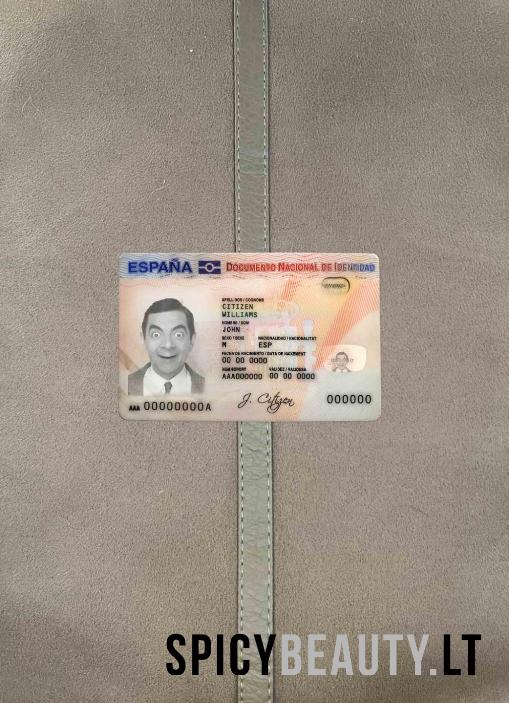 ESPAÑA DOCUMENTO NACIONAL DE IDENTIDAD
APELLIDOS / COGNOMS
CITIZEN
WILLIAMS
NOMBRE / NOM
JOHN
SEXO / SEXE NACIONALIDAD / NACIONALITAT
M ESP
FECHA DE NACIMIENTO / DATA DE NAIXEMENT
00 00 0000
NUM SOPORT VALIDEZ / VALIDESA
AAA000000 00 00 0000
AAA 00000000A J. Citizen 000000
SPICYBEAUTY.LT